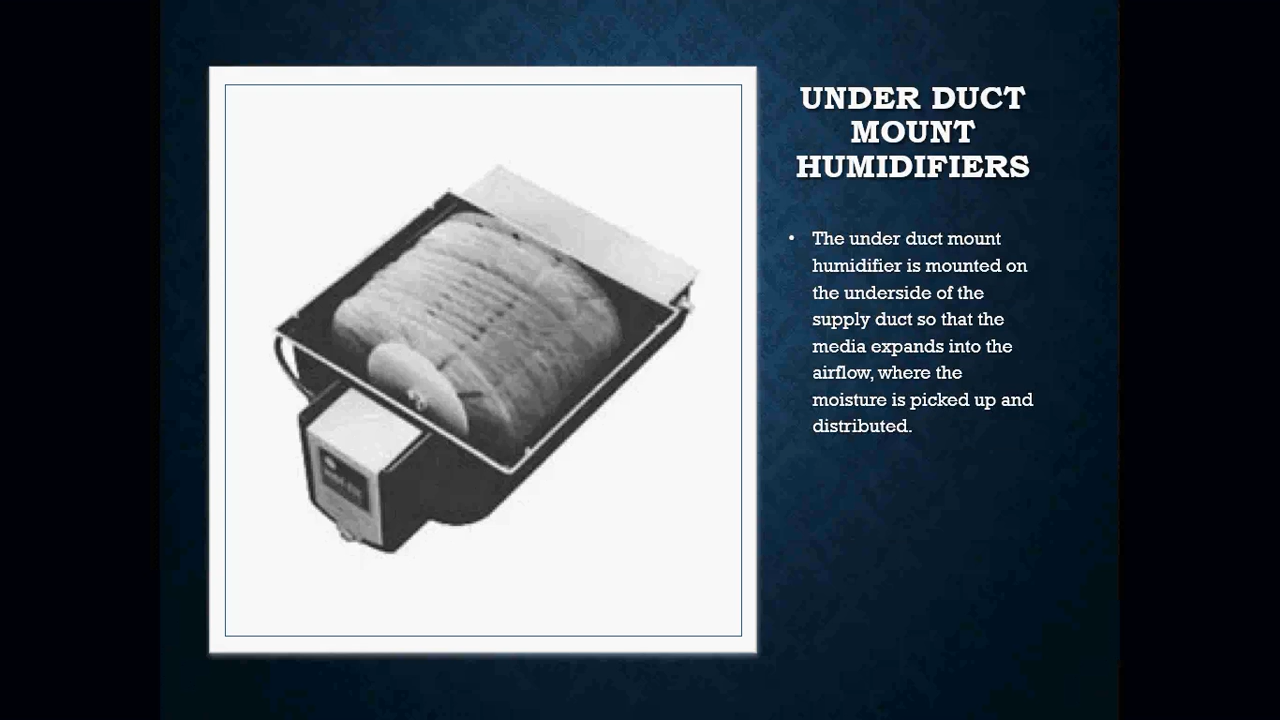 UNDER DUCT
MOUNT
HUMIDIFIERS
• The under duct mount
humidifier is mounted on
the underside of the
supply duct so that the
media expands into the
airflow, where the
moisture is picked up and
distributed.